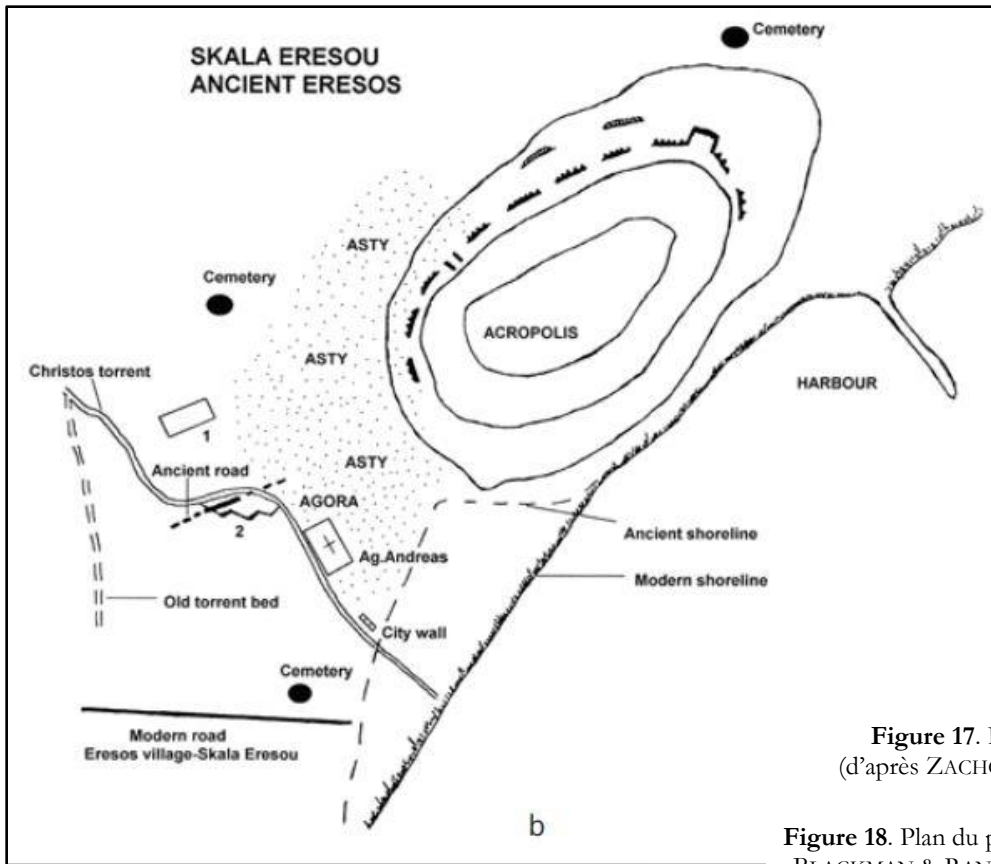 SKALA ERESOU
ANCIENT ERESOS
Cemetery
ASTY
Cemetery
ACROPOLIS
ASTY
HARBOUR
Christos torrent
1
Ancient road
ASTY
AGORA
2
Ancient shoreline
Ag.Andreas
Modern shoreline
Old torrent bed
City wall
Cemetery
Modern road
Eresos village-Skala Eresou
b
Figure 17.
(d'après
Figure 18. Plan du